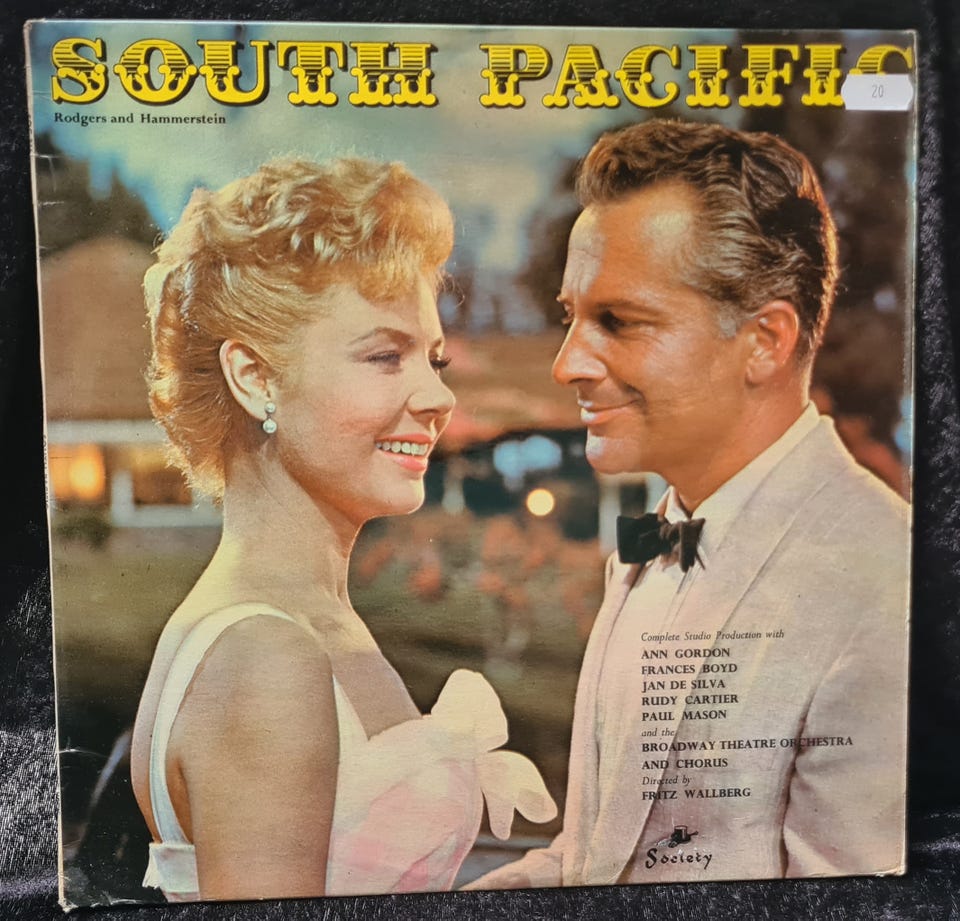 SOUTH PACIFIC
20
Rodgers and Hammerstein
Complete Studio Production with
ANN GORDON
FRANCES BOYD
JAN DE SILVA
RUDY CARTIER
PAUL MASON
and the
BROADWAY THEATRE ORCHESTRA
AND CHORUS
Directed by
FRITZ WALLBERG
Society